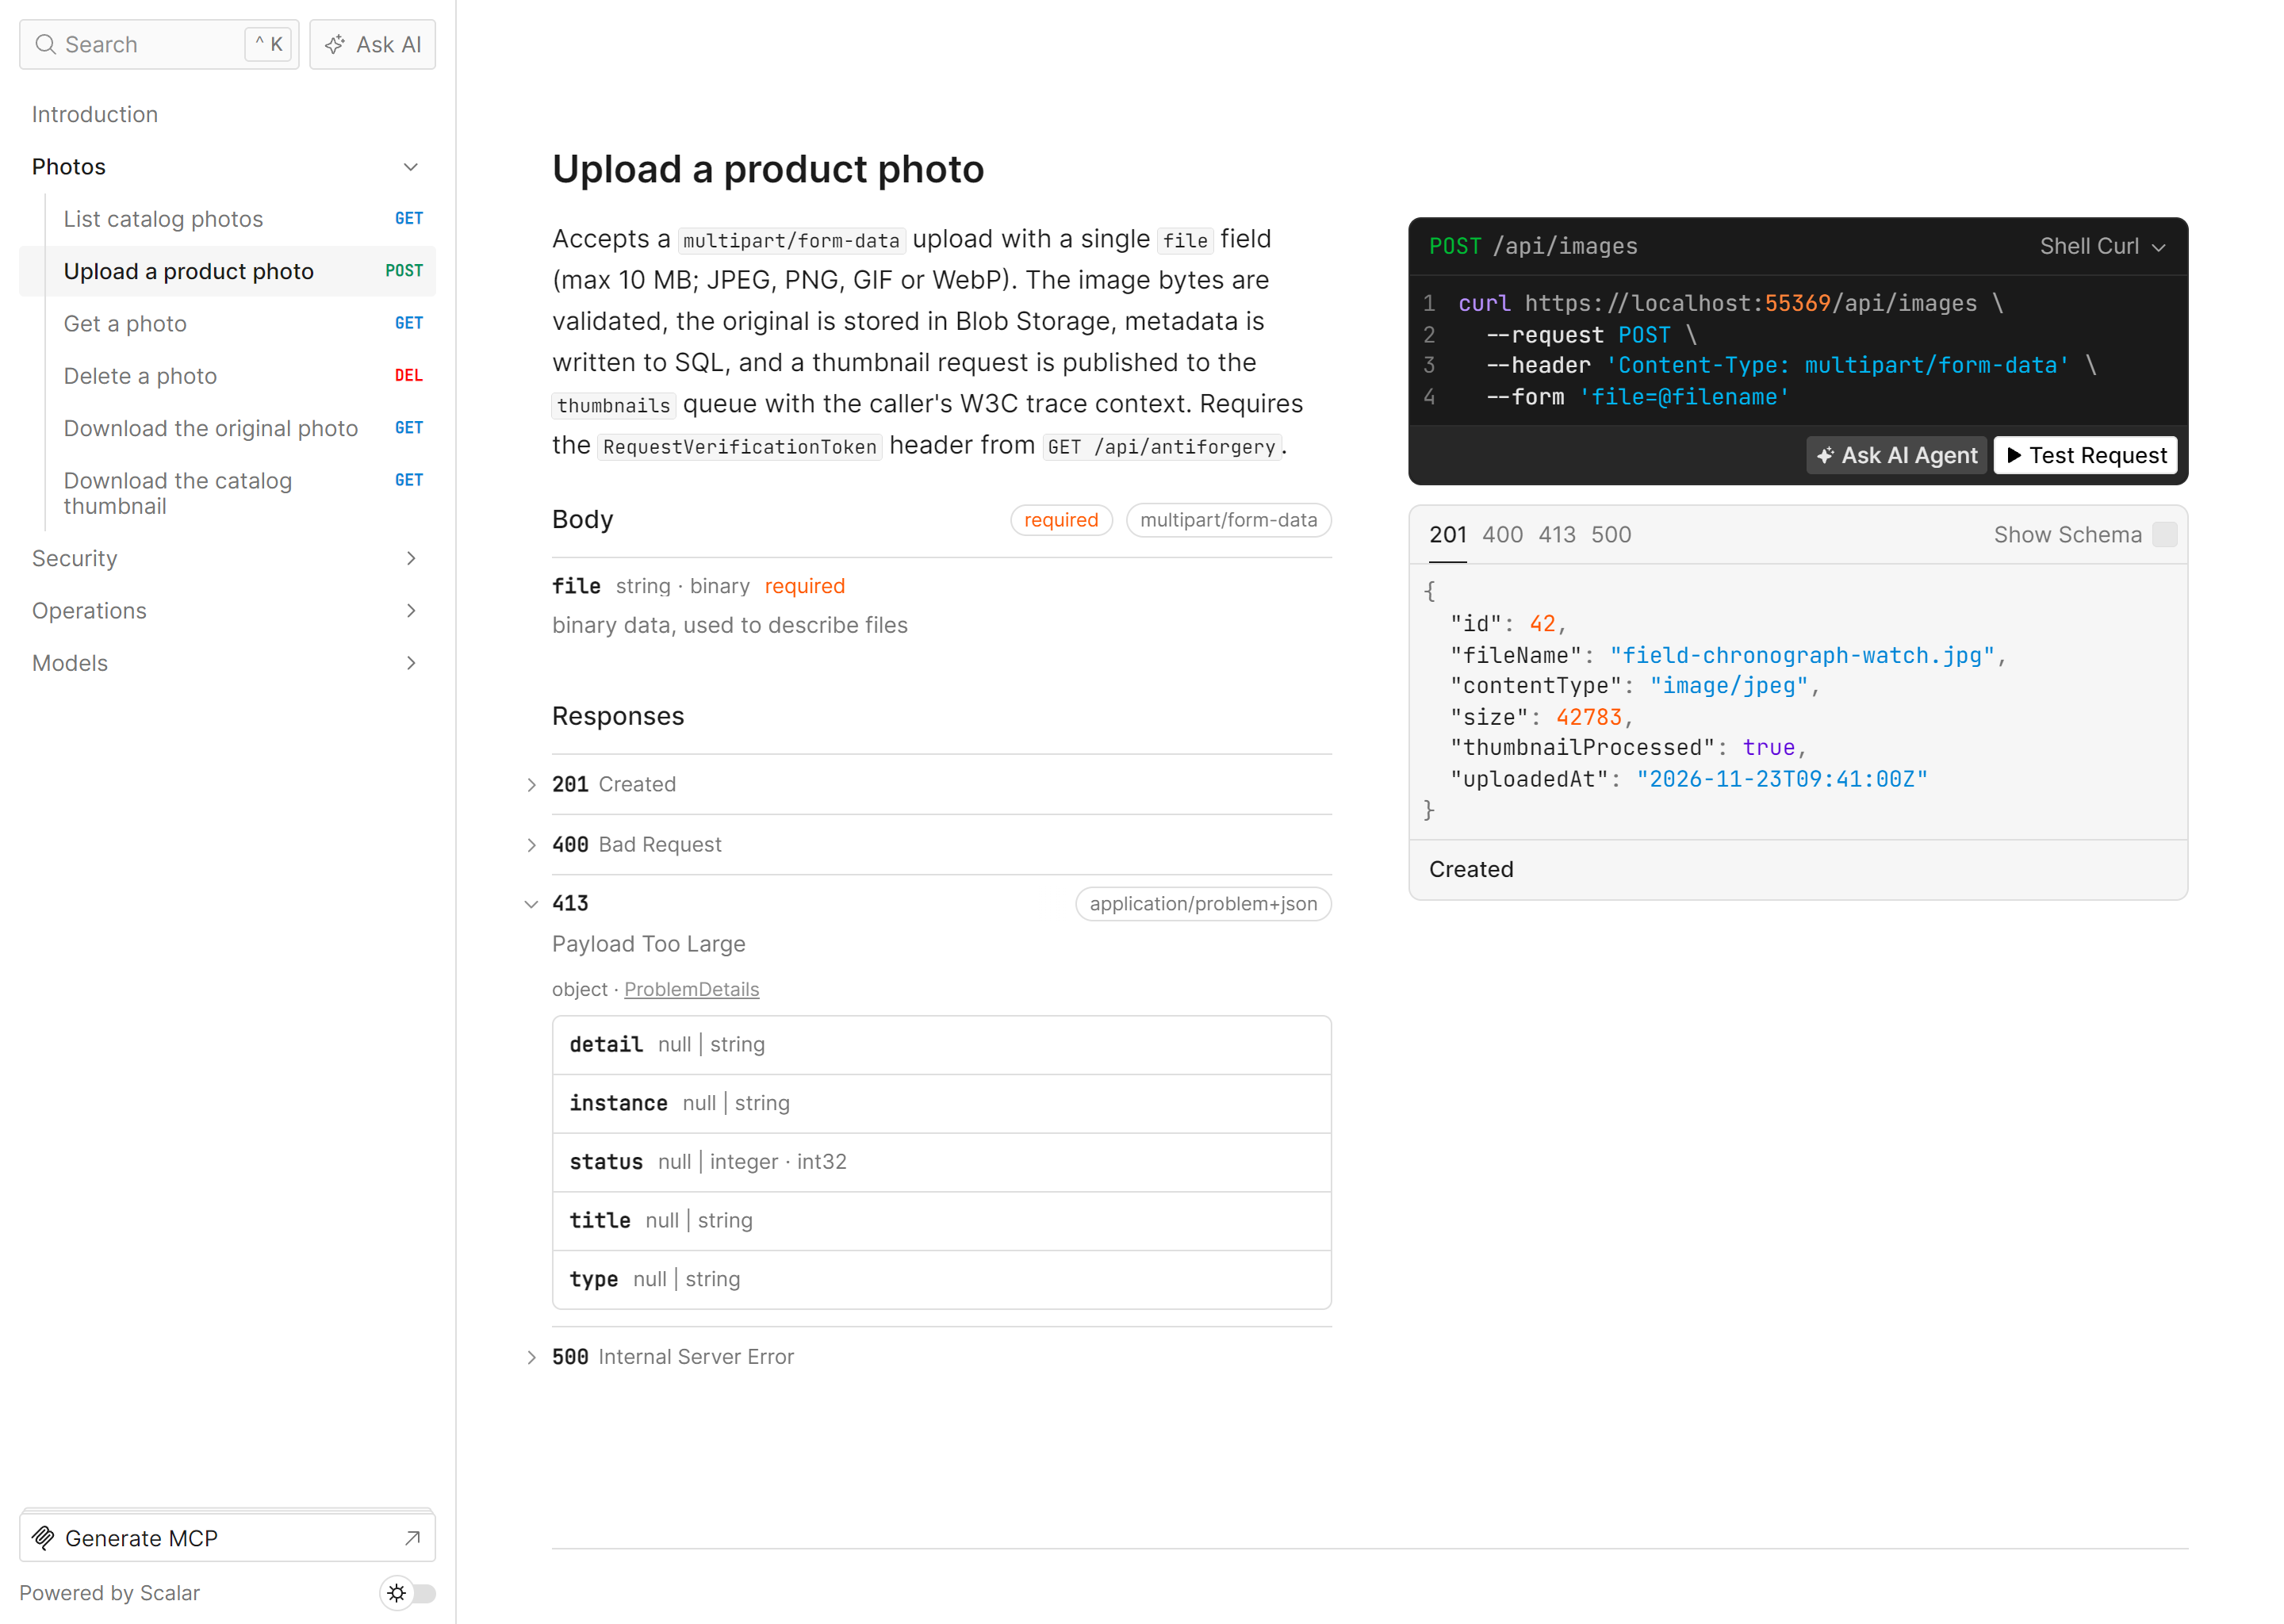 Search
^ K
Ask AI
Introduction
Photos
List catalog photos GET
Upload a product photo POST
Get a photo GET
Delete a photo DEL
Download the original photo GET
Download the catalog GET
thumbnail
Security
Operations
Models
Generate MCP
Powered by Scalar
Upload a product photo
Accepts a multipart/form-data upload with a single file field
(max 10 MB; JPEG, PNG, GIF or WebP). The image bytes are
validated, the original is stored in Blob Storage, metadata is
written to SQL, and a thumbnail request is published to the
thumbnails queue with the caller's W3C trace context. Requires
the RequestVerificationToken header from GET /api/antiforgery.
Body required multipart/form-data
file string · binary required
binary data, used to describe files
Responses
201 Created
400 Bad Request
413 application/problem+json
Payload Too Large
object · ProblemDetails
detail null | string
instance null | string
status null | integer · int32
title null | string
type null | string
500 Internal Server Error
POST /api/images Shell Curl
1 curl https://localhost:55369/api/images \
2 --request POST \
3 --header 'Content-Type: multipart/form-data' \
4 --form 'file=@filename'
Ask AI Agent Test Request
201 400 413 500 Show Schema
{
"id": 42,
"fileName": "field-chronograph-watch.jpg",
"contentType": "image/jpeg",
"size": 42783,
"thumbnailProcessed": true,
"uploadedAt": "2026-11-23T09:41:00Z"
}
Created